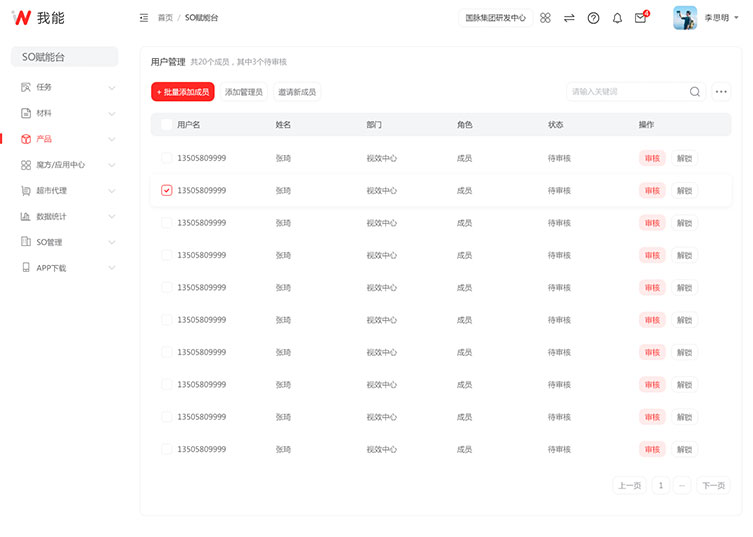 W 我能
首页 / SO赋能台
国脉集团研发中心
4
李思明
SO赋能台
任务
材料
产品
魔方/应用中心
超市代理
数据统计
SO管理
APP下载
用户管理 共20个成员，其中3个待审核
+ 批量添加成员 添加管理员 邀请新成员 请输入关键词
用户名 姓名 部门 角色 状态 操作
13505809999 张琦 视效中心 成员 待审核 审核 解锁
13505809999 张琦 视效中心 成员 待审核 审核 解锁
13505809999 张琦 视效中心 成员 待审核 审核 解锁
13505809999 张琦 视效中心 成员 待审核 审核 解锁
13505809999 张琦 视效中心 成员 待审核 审核 解锁
13505809999 张琦 视效中心 成员 待审核 审核 解锁
13505809999 张琦 视效中心 成员 待审核 审核 解锁
13505809999 张琦 视效中心 成员 待审核 审核 解锁
13505809999 张琦 视效中心 成员 待审核 审核 解锁
13505809999 张琦 视效中心 成员 待审核 审核 解锁
上一页 1 ... 下一页